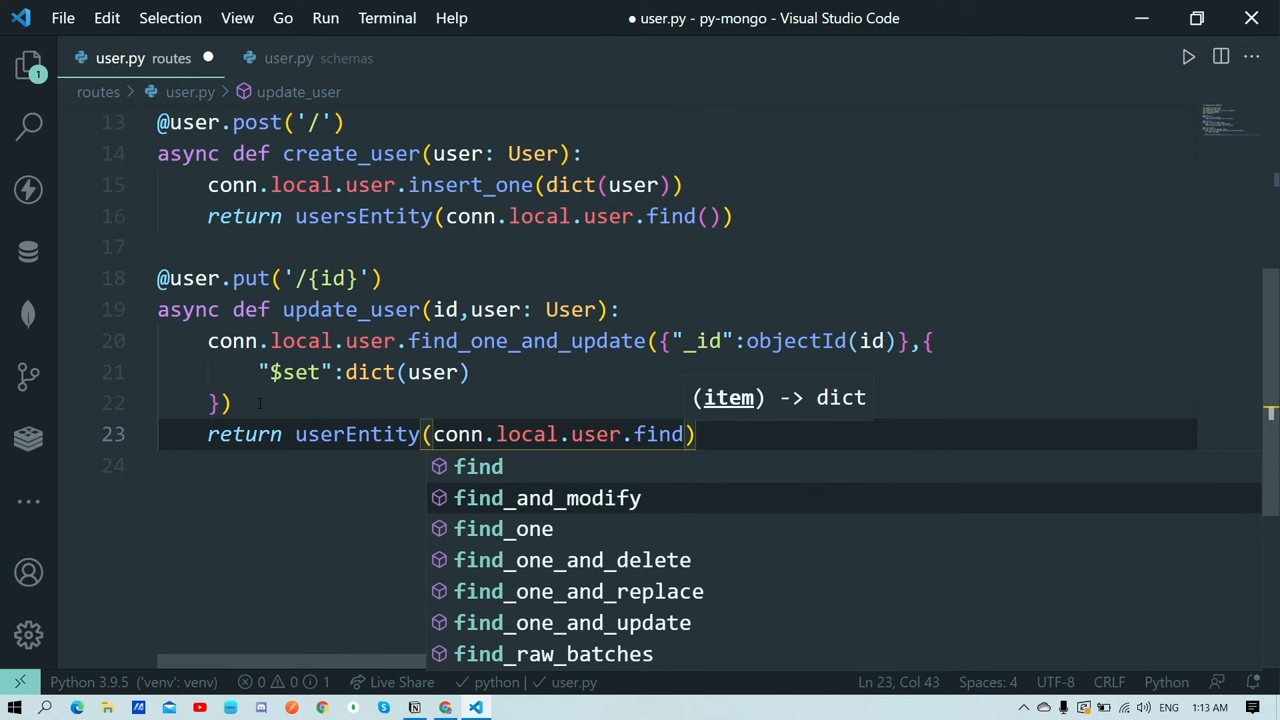 File Edit Selection View Go Run Terminal Help ● user.py - py-mongo - Visual Studio Code
1
user.py routes ● user.py schemas
routes > user.py > update_user
13 @user.post('/')
14 async def create_user(user: User):
15 conn.local.user.insert_one(dict(user))
16 return usersEntity(conn.local.user.find())
17
18 @user.put('/{id}')
19 async def update_user(id,user: User):
20 conn.local.user.find_one_and_update({"_id":objectId(id)},{
21 "$set":dict(user)
(item) -> dict
22 })
23 return userEntity(conn.local.user.find)
24
find
find_and_modify
find_one
find_one_and_delete
find_one_and_replace
find_one_and_update
find_raw_batches
Python 3.9.5 ('venv': venv) 0 0 1 Live Share ✓ python | ✓ user.py Ln 23, Col 43 Spaces: 4 UTF-8 CRLF Python
ENG 1:13 AM